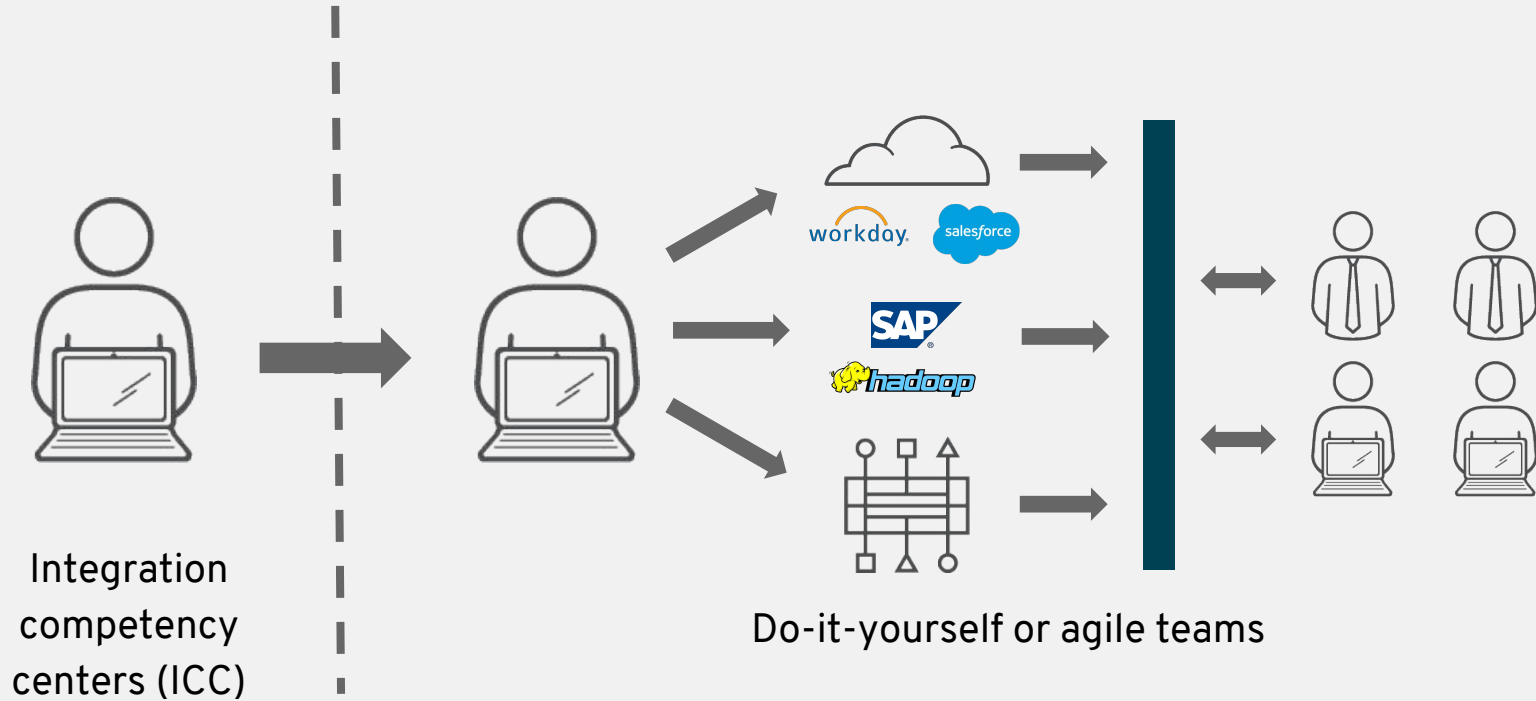 workday.
salesforce
SAP
®
hadoop
Integration
competency
centers (ICC)
Do-it-yourself or agile teams